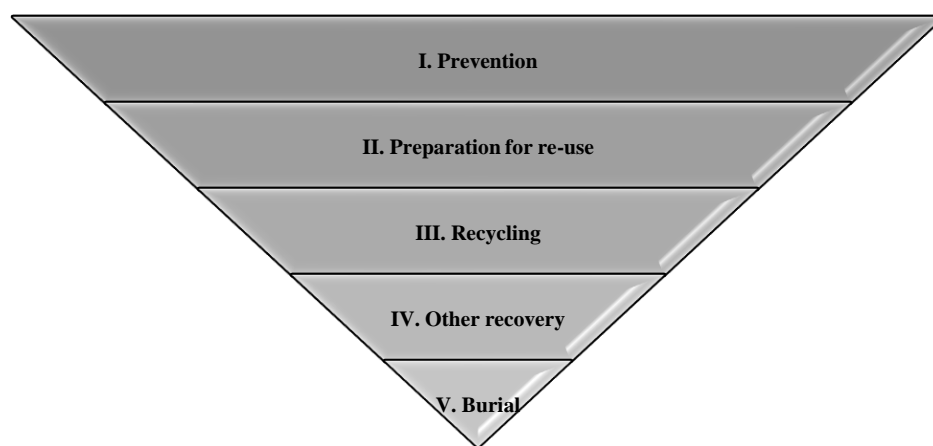 I. Prevention
II. Preparation for re-use
III. Recycling
IV. Other recovery
V. Burial